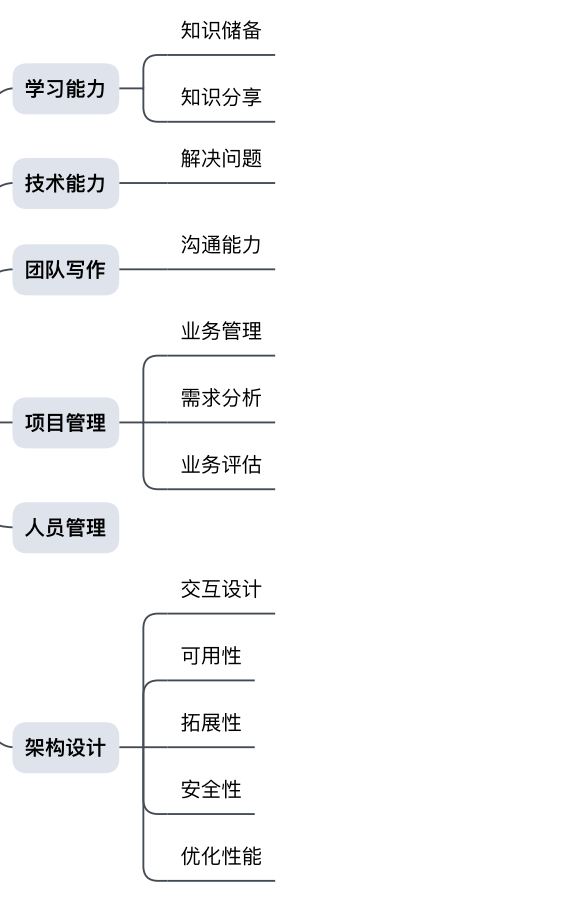 学习能力
知识储备
知识分享
技术能力
解决问题
团队写作
沟通能力
项目管理
业务管理
需求分析
业务评估
人员管理
架构设计
交互设计
可用性
拓展性
安全性
优化性能